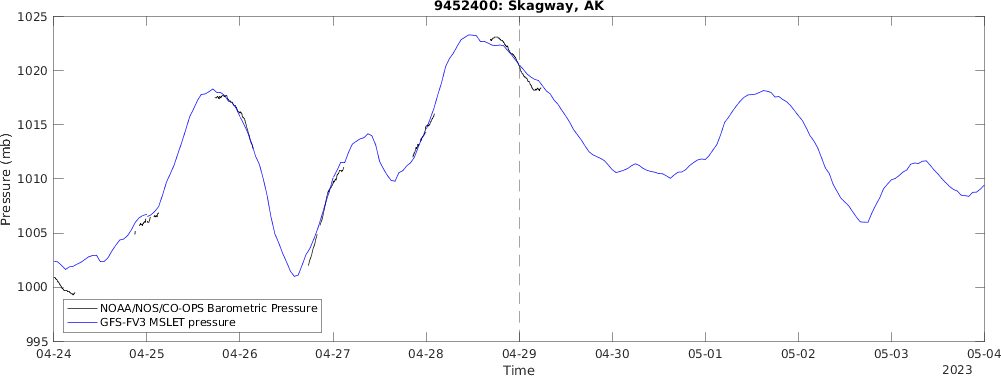 9452400: Skagway, AK
Pressure (mb)
1025
1020
1015
1010
1005
1000
995
NOAA/NOS/CO-OPS Barometric Pressure
GFS-FV3 MSLET pressure
04-24 04-25 04-26 04-27 04-28 04-29 04-30 05-01 05-02 05-03 05-04
Time
2023